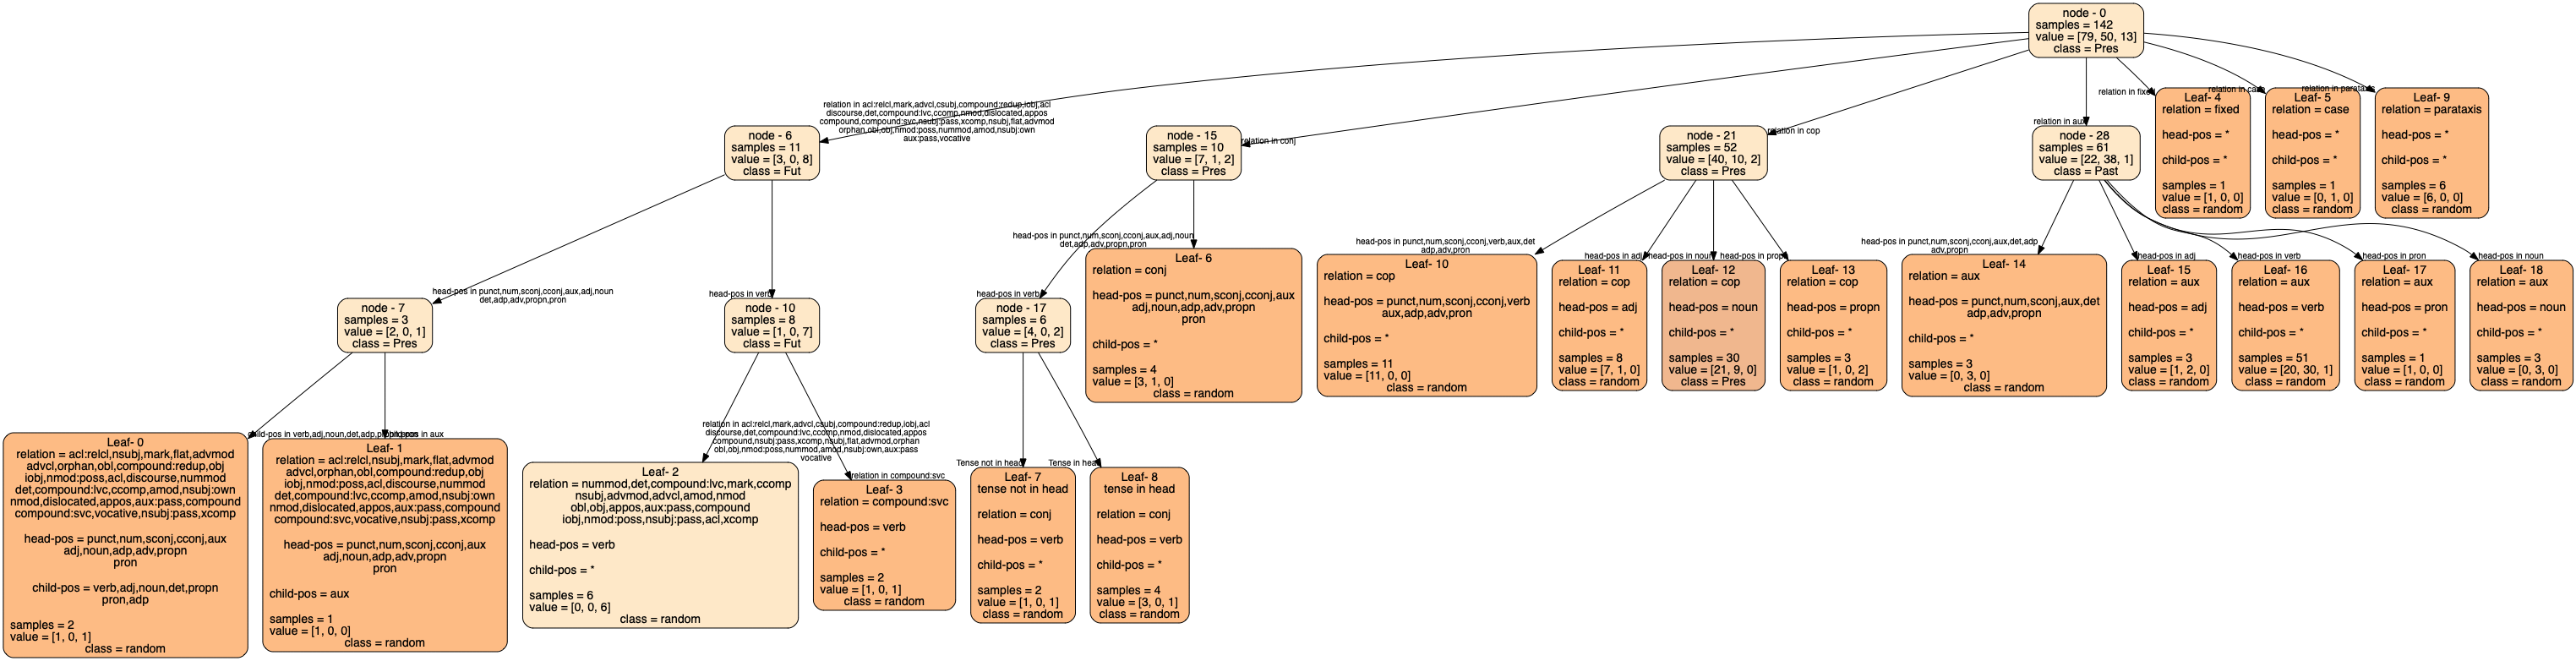 node - 0
samples = 142
value = [79, 50, 13]
class = Pres
relation in acl:relcl,mark,advcl,csubj,compound:redup,iobj,acl
discourse,det,compound:lvc,ccomp,nmod,dislocated,appos
compound,compound:svc,nsubj:pass,xcomp,nsubj,flat,advmod
orphan,obl,obj,nmod:poss,nummod,amod,nsubj:own
aux:pass,vocative
relation in conj
relation in cop
relation in aux
relation in fixed
relation in case
relation in parataxis
node - 6
samples = 11
value = [3, 0, 8]
class = Fut
node - 15
samples = 10
value = [7, 1, 2]
class = Pres
node - 21
samples = 52
value = [40, 10, 2]
class = Pres
node - 28
samples = 61
value = [22, 38, 1]
class = Past
Leaf- 4
relation = fixed
head-pos = *
child-pos = *
samples = 1
value = [1, 0, 0]
class = random
Leaf- 5
relation = case
head-pos = *
child-pos = *
samples = 1
value = [0, 1, 0]
class = random
Leaf- 9
relation = parataxis
head-pos = *
child-pos = *
samples = 6
value = [6, 0, 0]
class = random
head-pos in punct,num,sconj,cconj,aux,adj,noun
det,adp,adv,propn,pron
head-pos in verb
head-pos in verb
head-pos in punct,num,sconj,cconj,aux,adj,noun
det,adp,adv,propn,pron
head-pos in punct,num,sconj,cconj,verb,aux,det
adp,adv,pron
head-pos in adj
head-pos in noun
head-pos in propn
head-pos in punct,num,sconj,cconj,aux,det,adp
adv,propn
head-pos in adj
head-pos in verb
head-pos in pron
head-pos in noun
node - 7
samples = 3
value = [2, 0, 1]
class = Pres
node - 10
samples = 8
value = [1, 0, 7]
class = Fut
node - 17
samples = 6
value = [4, 0, 2]
class = Pres
Leaf- 6
relation = conj
head-pos = punct,num,sconj,cconj,aux
adj,noun,adp,adv,propn
pron
child-pos = *
samples = 4
value = [3, 1, 0]
class = random
Leaf- 10
relation = cop
head-pos = punct,num,sconj,cconj,verb
aux,adp,adv,pron
child-pos = *
samples = 11
value = [11, 0, 0]
class = random
Leaf- 11
relation = cop
head-pos = adj
child-pos = *
samples = 8
value = [7, 1, 0]
class = random
Leaf- 12
relation = cop
head-pos = noun
child-pos = *
samples = 30
value = [21, 9, 0]
class = Pres
Leaf- 13
relation = cop
head-pos = propn
child-pos = *
samples = 3
value = [1, 0, 2]
class = random
Leaf- 14
relation = aux
head-pos = punct,num,sconj,aux,det
adp,adv,propn
child-pos = *
samples = 3
value = [0, 3, 0]
class = random
Leaf- 15
relation = aux
head-pos = adj
child-pos = *
samples = 3
value = [1, 2, 0]
class = random
Leaf- 16
relation = aux
head-pos = verb
child-pos = *
samples = 51
value = [20, 30, 1]
class = random
Leaf- 17
relation = aux
head-pos = pron
child-pos = *
samples = 1
value = [1, 0, 0]
class = random
Leaf- 18
relation = aux
head-pos = noun
child-pos = *
samples = 3
value = [0, 3, 0]
class = random
child-pos in verb,adj,noun,det,adp,
child-pos in aux
relation in acl:relcl,mark,advcl,csubj,compound:redup,iobj,acl
discourse,det,compound:lvc,ccomp,nmod,dislocated,appos
compound,nsubj:pass,xcomp,nsubj,flat,advmod,orphan
obl,obj,nmod:poss,nummod,amod,nsubj:own,aux:pass
vocative
relation in compound:svc
Tense not in head
Tense in head
Leaf- 0
relation = acl:relcl,nsubj,mark,flat,advmod
advcl,orphan,obl,compound:redup,obj
iobj,nmod:poss,acl,discourse,nummod
det,compound:lvc,ccomp,amod,nsubj:own
nmod,dislocated,appos,aux:pass,compound
compound:svc,vocative,nsubj:pass,xcomp
head-pos = punct,num,sconj,cconj,aux
adj,noun,adp,adv,propn
pron
child-pos = verb,adj,noun,det,propn
pron,adp
samples = 2
value = [1, 0, 1]
class = random
Leaf- 1
relation = acl:relcl,nsubj,mark,flat,advmod
advcl,orphan,obl,compound:redup,obj
iobj,nmod:poss,acl,discourse,nummod
det,compound:lvc,ccomp,amod,nsubj:own
nmod,dislocated,appos,aux:pass,compound
compound:svc,vocative,nsubj:pass,xcomp
head-pos = punct,num,sconj,cconj,aux
adj,noun,adp,adv,propn
pron
child-pos = aux
samples = 1
value = [1, 0, 0]
class = random
Leaf- 2
relation = nummod,det,compound:lvc,mark,ccomp
nsubj,advmod,advcl,amod,nmod
obl,obj,appos,aux:pass,compound
iobj,nmod:poss,nsubj:pass,acl,xcomp
head-pos = verb
child-pos = *
samples = 6
value = [0, 0, 6]
class = random
Leaf- 3
relation = compound:svc
head-pos = verb
child-pos = *
samples = 2
value = [1, 0, 1]
class = random
Leaf- 7
tense not in head
relation = conj
head-pos = verb
child-pos = *
samples = 2
value = [1, 0, 1]
class = random
Leaf- 8
tense in head
relation = conj
head-pos = verb
child-pos = *
samples = 4
value = [3, 0, 1]
class = random